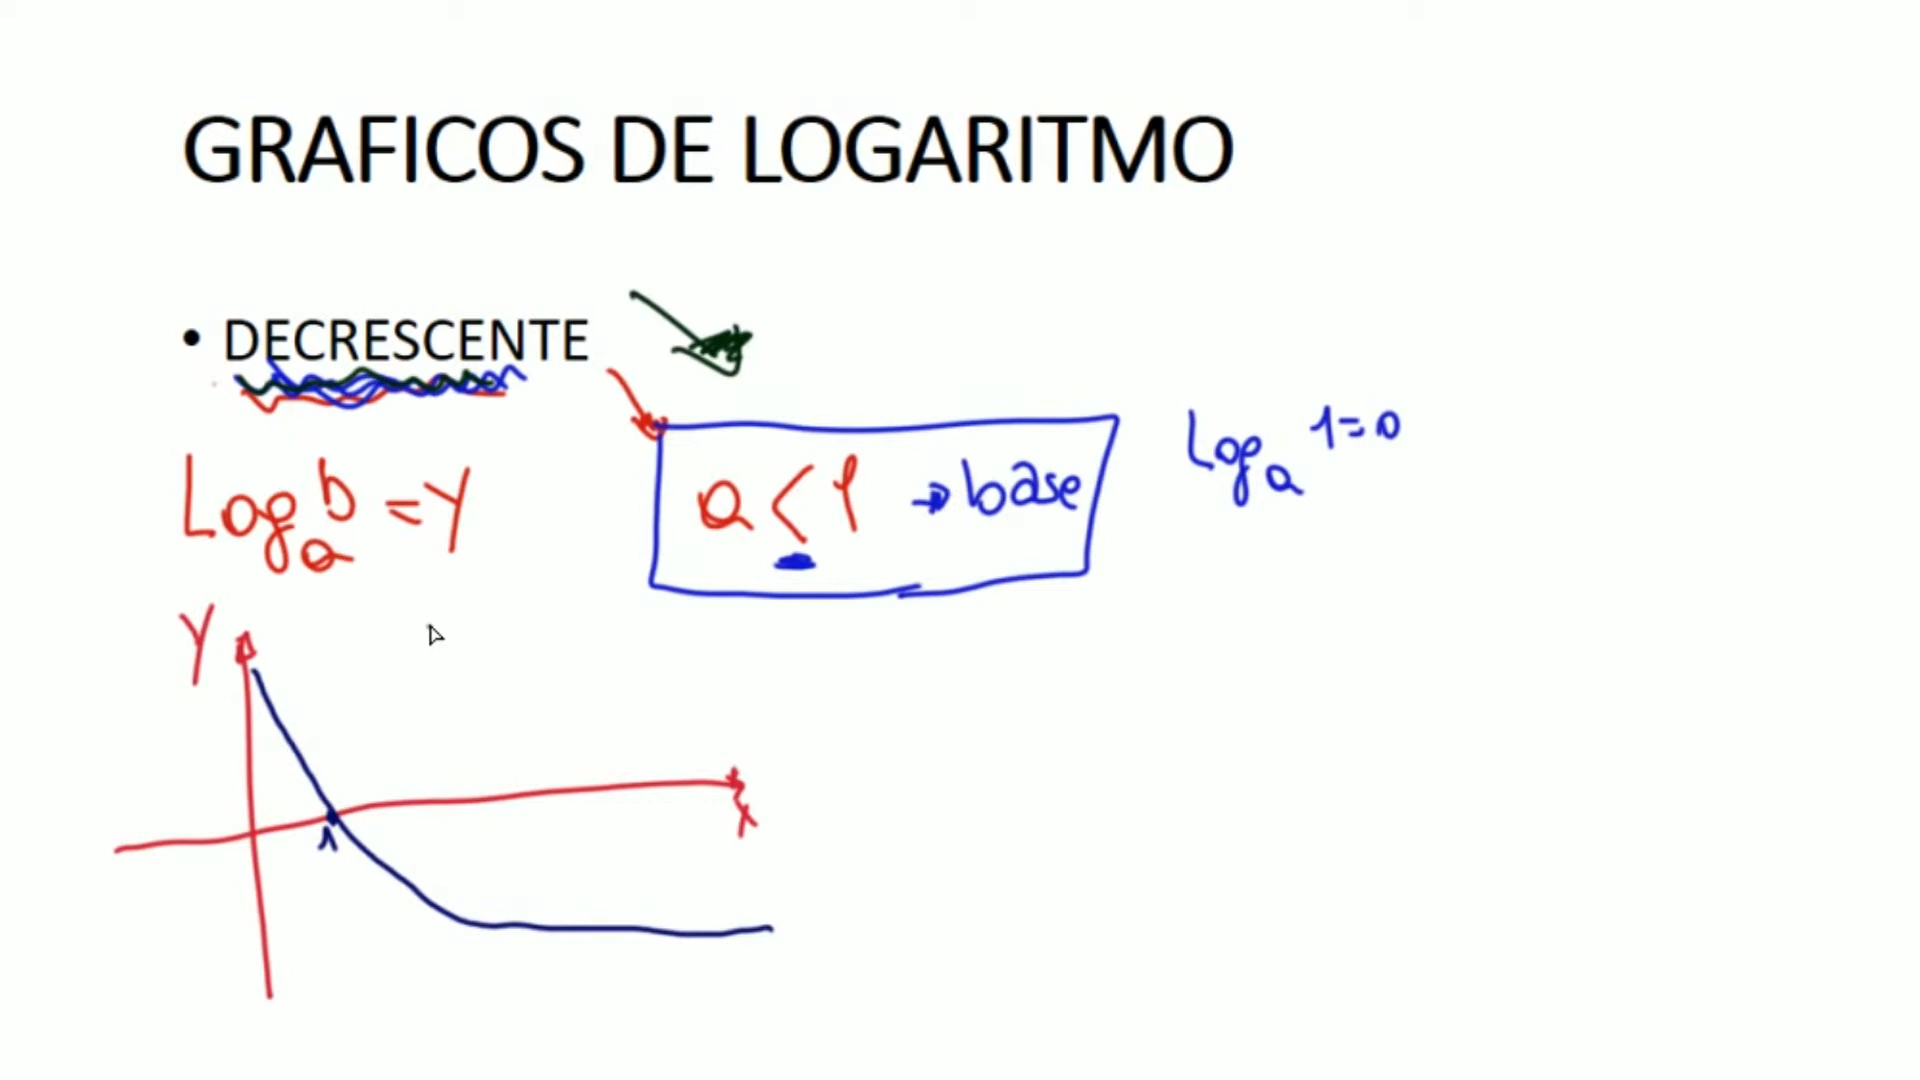 GRAFICOS DE LOGARITMO
• DECRESCENTE
Log_a b = Y
a < 1 → base
Log_a 1 = 0
Y
X
1